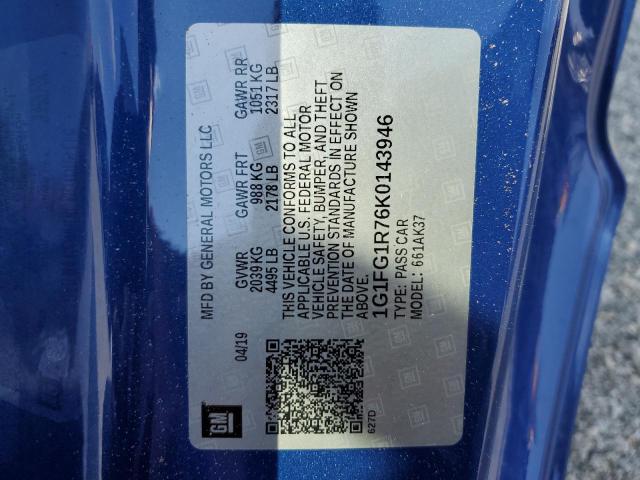 MFD BY GENERAL MOTORS LLC
04/19
GVWR GAWR FRT GAWR RR
2039 KG 988 KG 1051 KG
4495 LB 2178 LB 2317 LB
THIS VEHICLE CONFORMS TO ALL
APPLICABLE U.S. FEDERAL MOTOR
VEHICLE SAFETY, BUMPER, AND THEFT
PREVENTION STANDARDS IN EFFECT ON
THE DATE OF MANUFACTURE SHOWN
ABOVE.
1G1FG1R76K0143946
TYPE: PASS CAR
MODEL: 661AK37
GM
627D